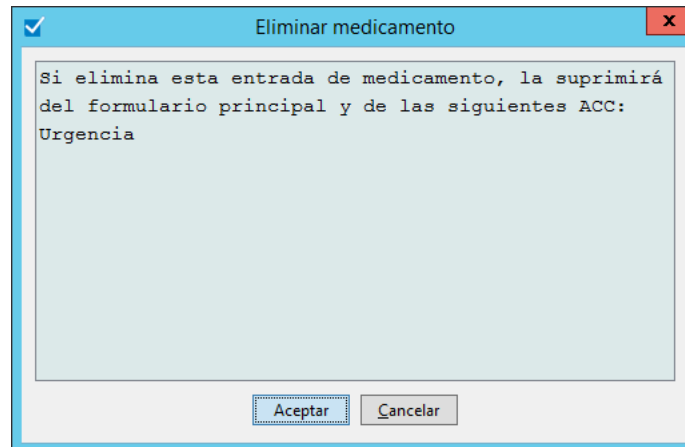 Eliminar medicamento
x
Si elimina esta entrada de medicamento, la suprimirá
del formulario principal y de las siguientes ACC:
Urgencia
Aceptar Cancelar